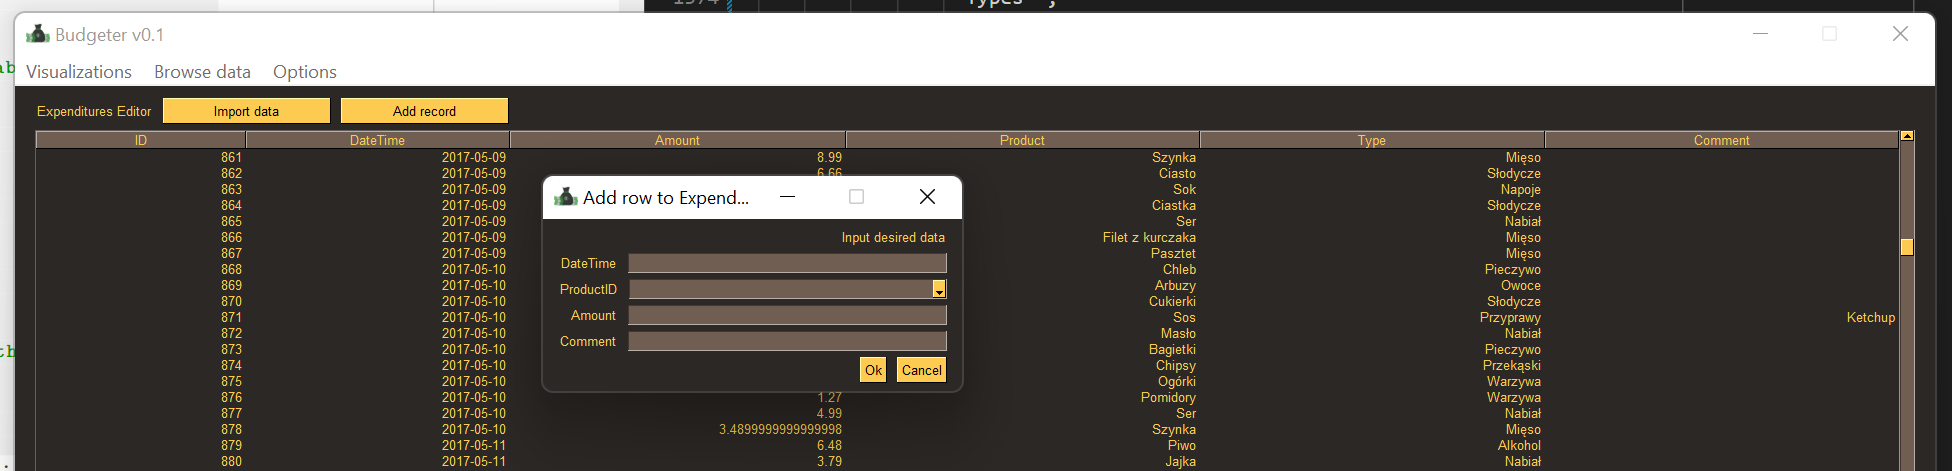 1974 Types ,
Budgeter v0.1
ab
Visualizations Browse data Options
Expenditures Editor Import data Add record
ID DateTime Amount Product Type Comment
861 2017-05-09 8.99 Szynka Mięso
862 2017-05-09 6.66 Ciasto Słodycze
863 2017-05-09 Sok Napoje
864 2017-05-09 Ciastka Słodycze
865 2017-05-09 Ser Nabiał
866 2017-05-09 Filet z kurczaka Mięso
867 2017-05-09 Pasztet Mięso
868 2017-05-10 Chleb Pieczywo
869 2017-05-10 Arbuzy Owoce
870 2017-05-10 Cukierki Słodycze
871 2017-05-10 Sos Przyprawy Ketchup
872 2017-05-10 Masło Nabiał
th
873 2017-05-10 Bagietki Pieczywo
874 2017-05-10 Chipsy Przekąski
875 2017-05-10 Ogórki Warzywa
876 2017-05-10 1.27 Pomidory Warzywa
877 2017-05-10 4.99 Ser Nabiał
878 2017-05-10 3.4899999999999998 Szynka Mięso
879 2017-05-11 6.48 Piwo Alkohol
880 2017-05-11 3.79 Jajka Nabiał
Add row to Expend...
Input desired data
DateTime
ProductID
Amount
Comment
Ok Cancel